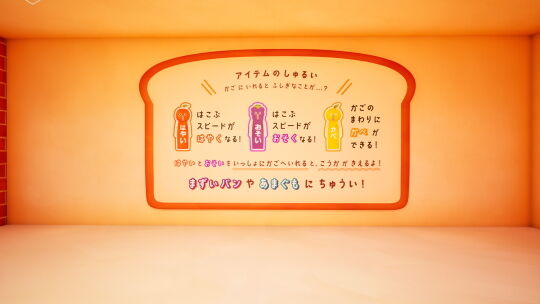 アイテムのしゅるい
かご に いれると ふしぎなことが…?
はやい
はこぶ
スピードが
はやくなる!
おそい
はこぶ
スピードが
おそくなる!
かべ
かごの
まわりに
かべ が
できる!
はやいとおそいをいっしょにかごへいれると、こうか が きえるよ!
まずいパン や あまぐも に ちゅうい!